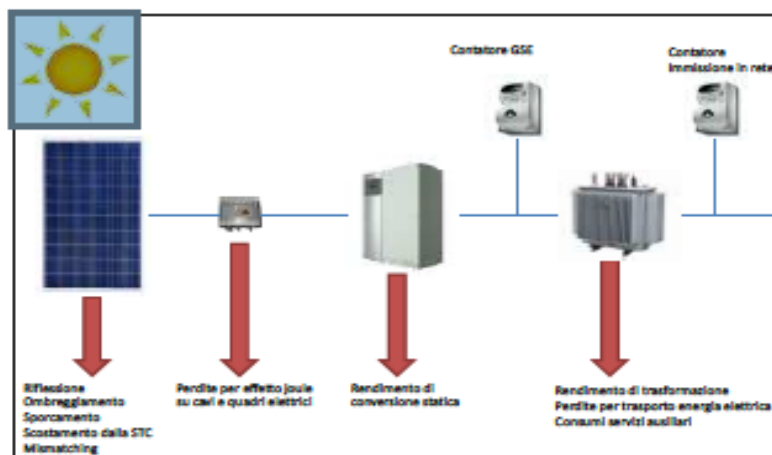 Contatore GSE
Contatore
immissione in rete
Riflessione
Ombreggiamento
Sporcamento
Scostamento dalla STC
Mismatching
Perdite per effetto joule
su cavi e quadri elettrici
Rendimento di
conversione statica
Rendimento di trasformazione
Perdite per trasporto energia elettrica
Consumi servizi ausiliari